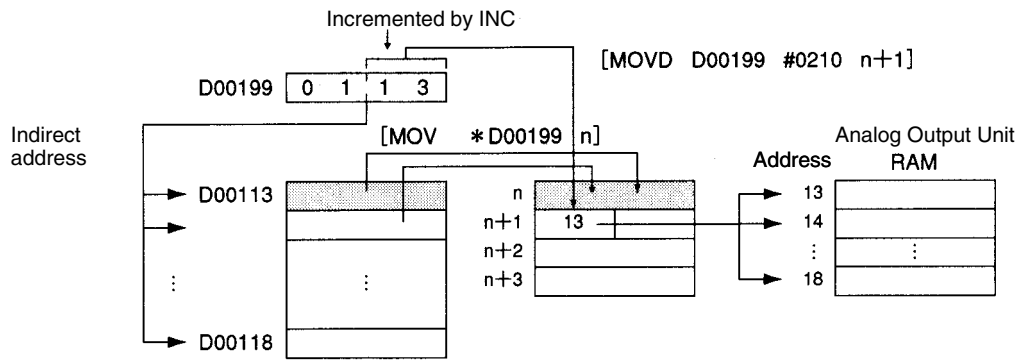 Incremented by INC
[MOVD D00199 #0210 n+1]
D00199 0 1 1 3
Indirect
address
[MOV *D00199 n]
Analog Output Unit
Address RAM
D00113
n
13
n+1 13
14
n+2
⋮
⋮
⋮
⋮
n+3
18
D00118